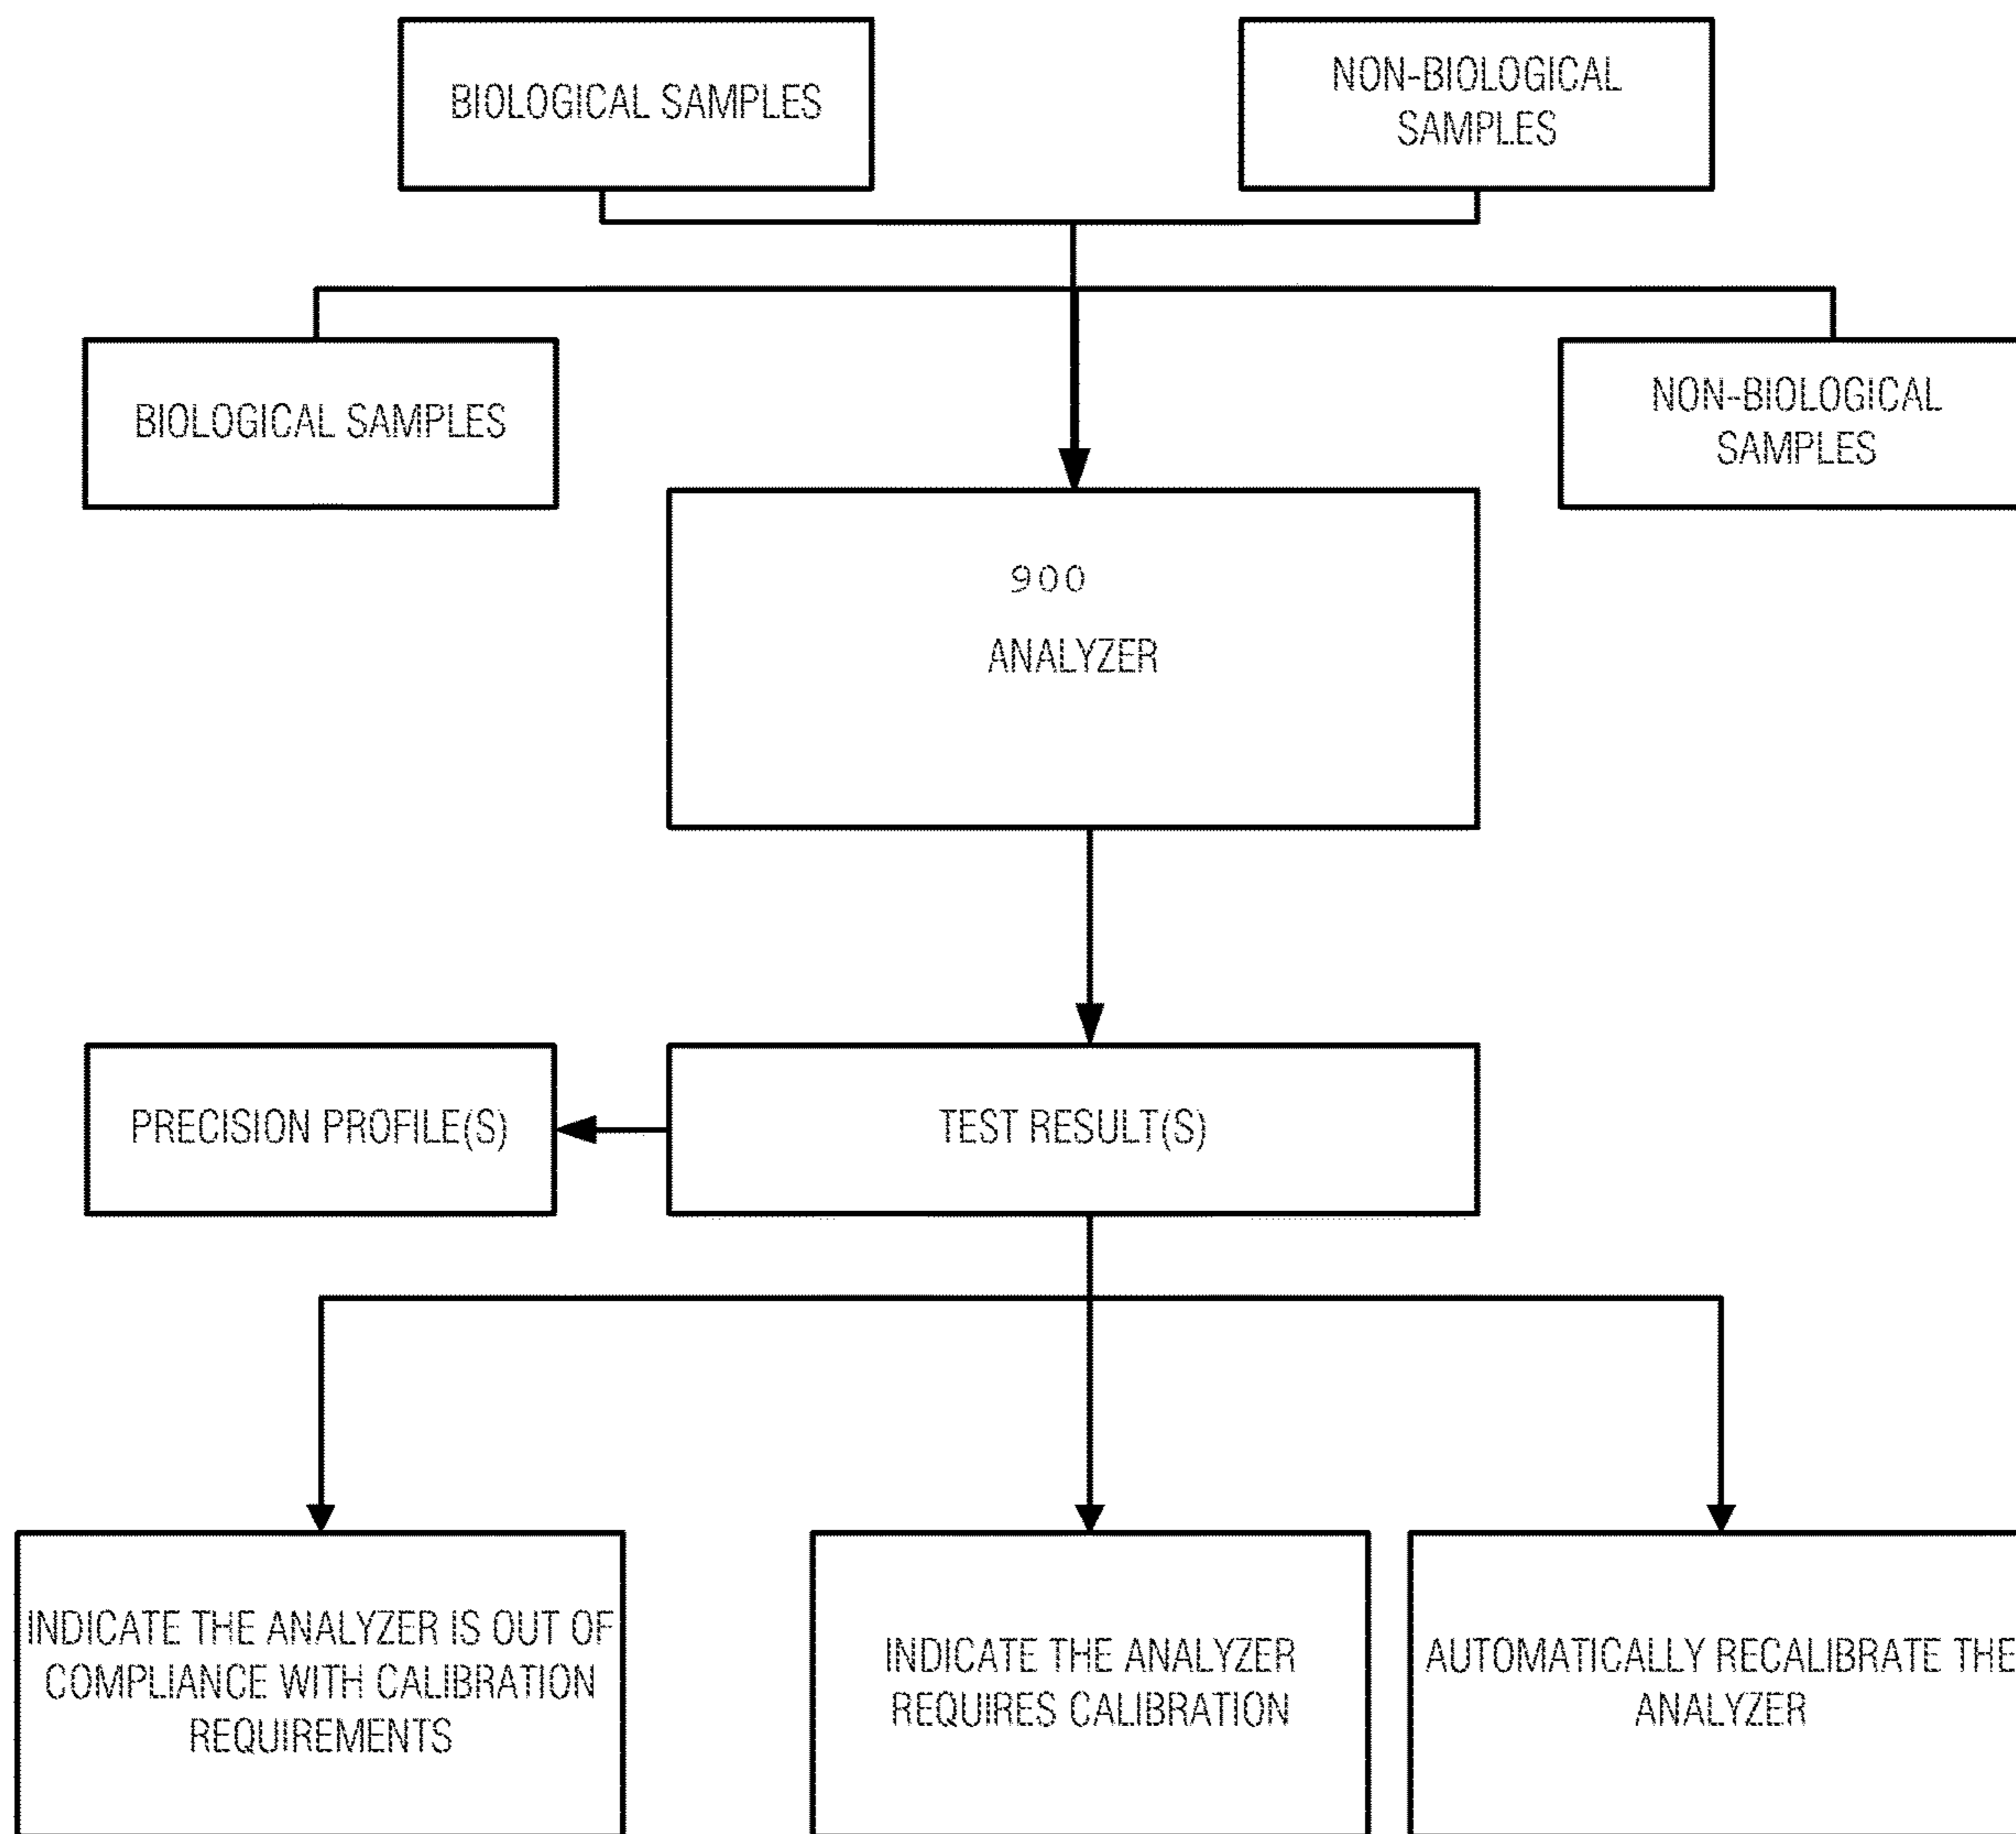 BIOLOGICAL SAMPLES
NON-BIOLOGICAL
SAMPLES
BIOLOGICAL SAMPLES
NON-BIOLOGICAL
SAMPLES
900
ANALYZER
PRECISION PROFILE(S)
TEST RESULT(S)
INDICATE THE ANALYZER IS OUT OF
COMPLIANCE WITH CALIBRATION
REQUIREMENTS
INDICATE THE ANALYZER
REQUIRES CALIBRATION
AUTOMATICALLY RECALIBRATE THE
ANALYZER